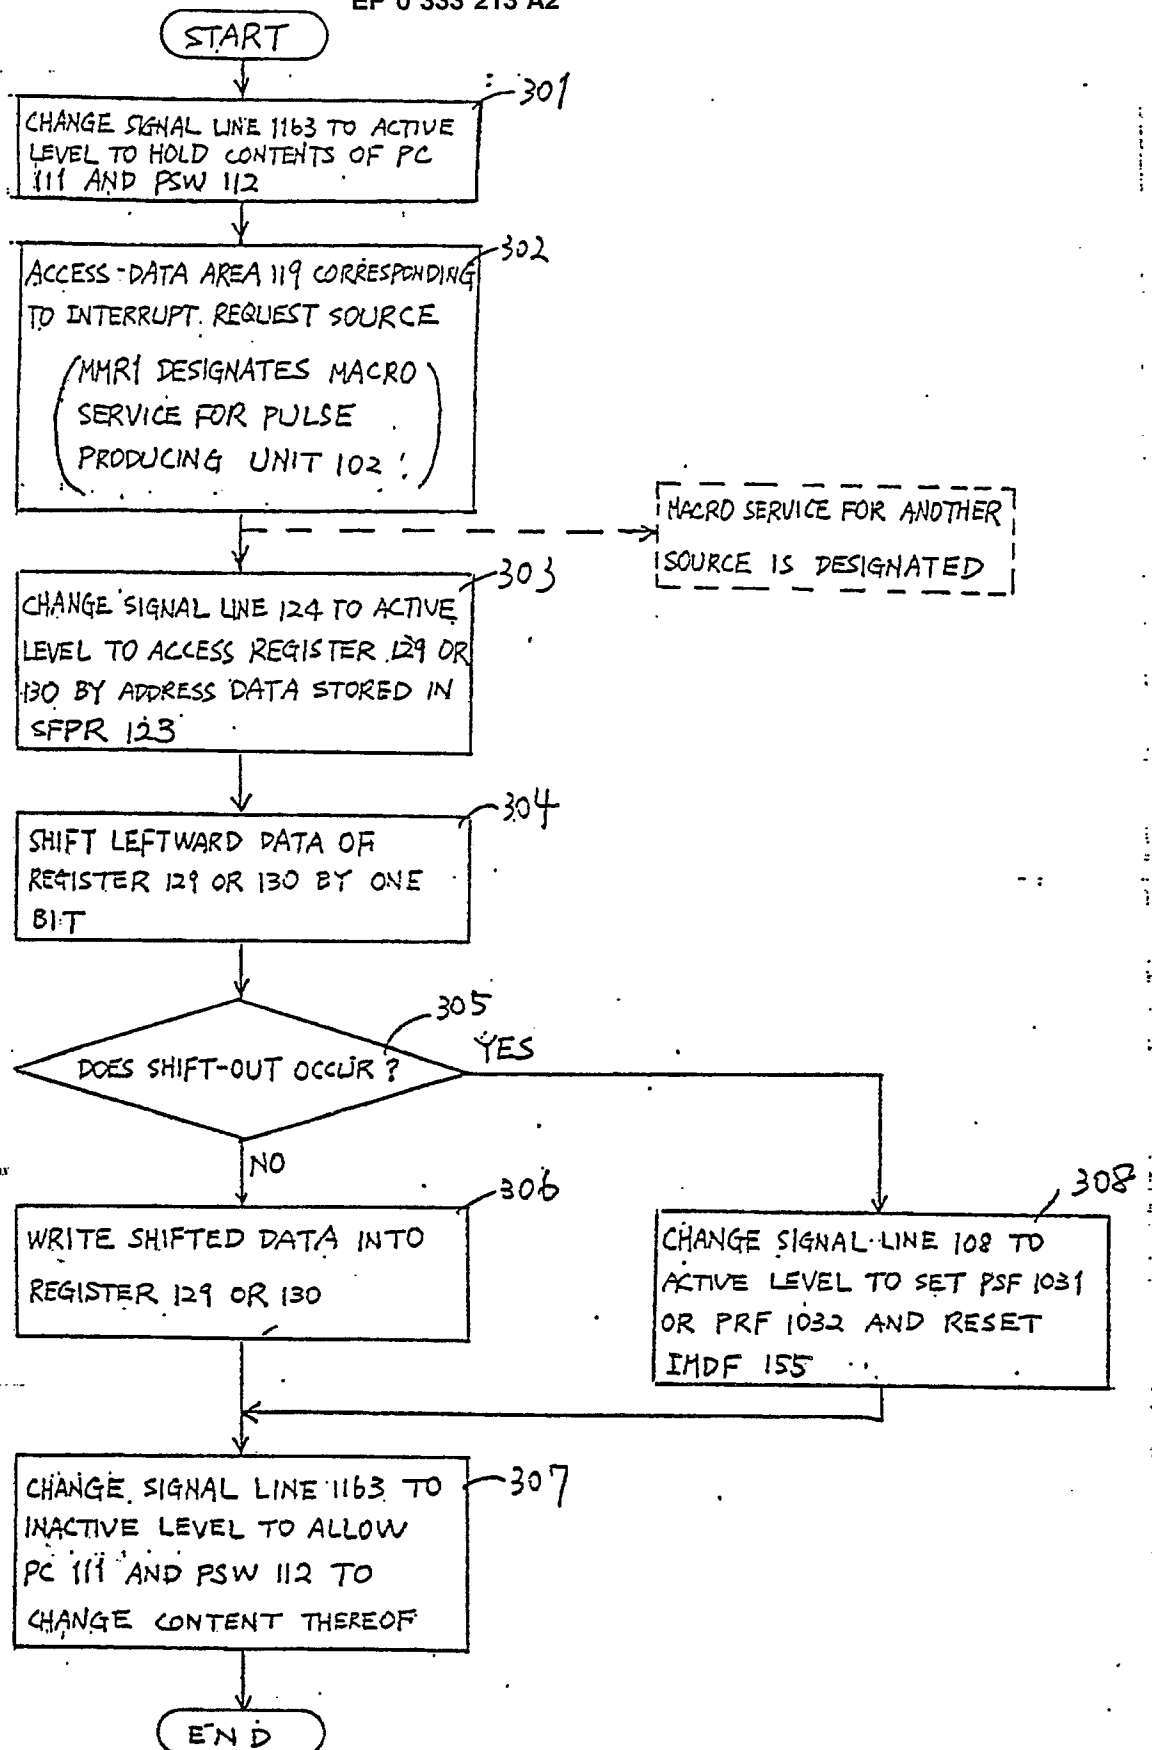 EP 0 333 213 A2
START
301
CHANGE SIGNAL LINE 1163 TO ACTIVE
LEVEL TO HOLD CONTENTS OF PC
111 AND PSW 112
302
ACCESS-DATA AREA 119 CORRESPONDING
TO INTERRUPT REQUEST SOURCE
(MMR1 DESIGNATES MACRO
SERVICE FOR PULSE
PRODUCING UNIT 102)
MACRO SERVICE FOR ANOTHER
SOURCE IS DESIGNATED
303
CHANGE SIGNAL LINE 124 TO ACTIVE
LEVEL TO ACCESS REGISTER 129 OR
130 BY ADDRESS DATA STORED IN
SFPR 123
304
SHIFT LEFTWARD DATA OF
REGISTER 129 OR 130 BY ONE
BIT
305
DOES SHIFT-OUT OCCUR?
YES
NO
306
WRITE SHIFTED DATA INTO
REGISTER 129 OR 130
308
CHANGE SIGNAL LINE 108 TO
ACTIVE LEVEL TO SET PSF 1031
OR PRF 1032 AND RESET
IMDF 155
307
CHANGE SIGNAL LINE 1163 TO
INACTIVE LEVEL TO ALLOW
PC 111 AND PSW 112 TO
CHANGE CONTENT THEREOF
END